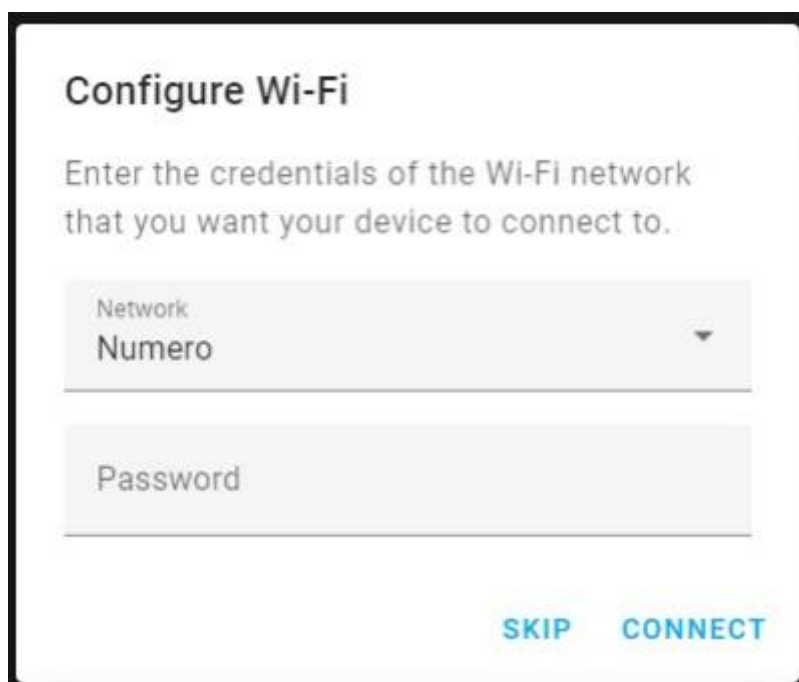 Configure Wi-Fi
Enter the credentials of the Wi-Fi network
that you want your device to connect to.
Network
Numero
Password
SKIP CONNECT